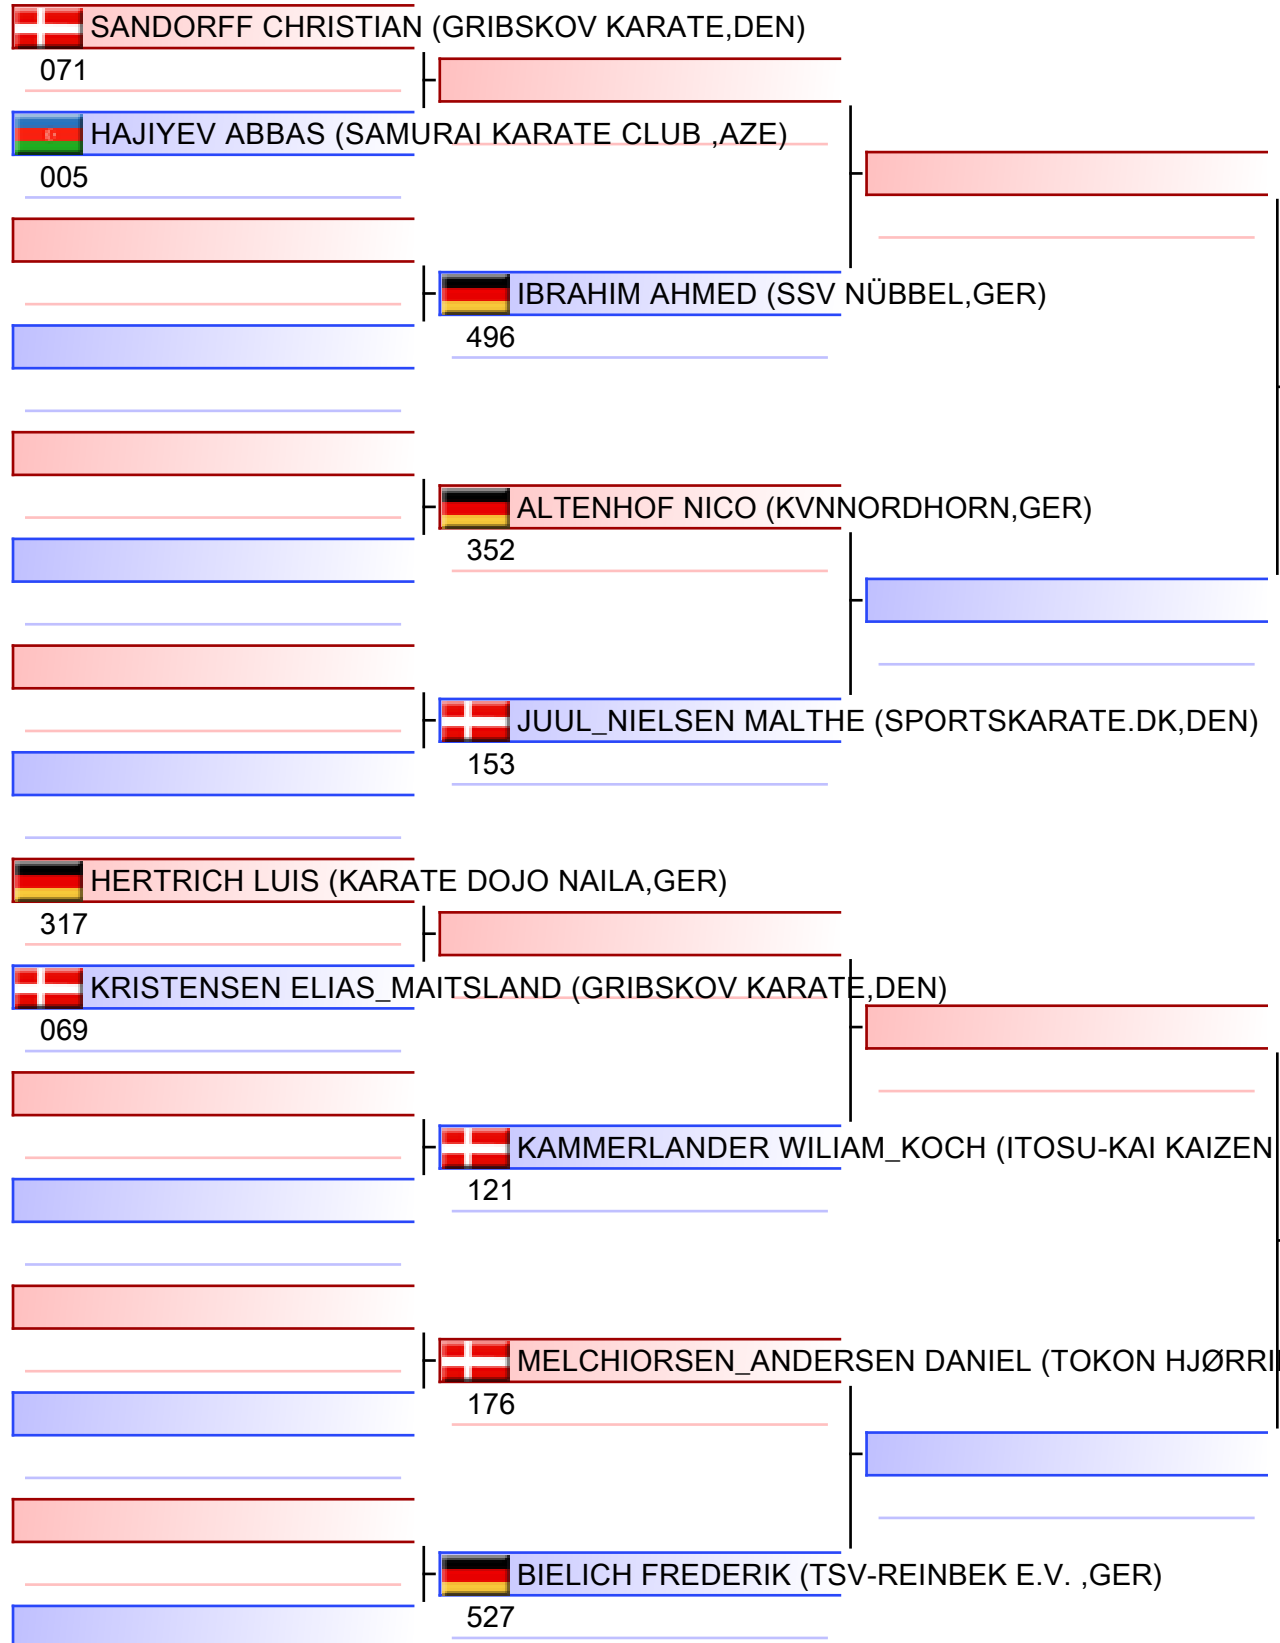 SANDORFF CHRISTIAN (GRIBSKOV KARATE,DEN)
071
HAJIYEV ABBAS (SAMURAI KARATE CLUB ,AZE)
005
IBRAHIM AHMED (SSV NÜBBEL,GER)
496
ALTENHOF NICO (KVNNORDHORN,GER)
352
JUUL_NIELSEN MALTHE (SPORTSKARATE.DK,DEN)
153
HERTRICH LUIS (KARATE DOJO NAILA,GER)
317
KRISTENSEN ELIAS_MAITSLAND (GRIBSKOV KARATE,DEN)
069
KAMMERLANDER WILIAM_KOCH (ITOSU-KAI KAIZEN
121
MELCHIORSEN_ANDERSEN DANIEL (TOKON HJØRRI
176
BIELICH FREDERIK (TSV-REINBEK E.V. ,GER)
527